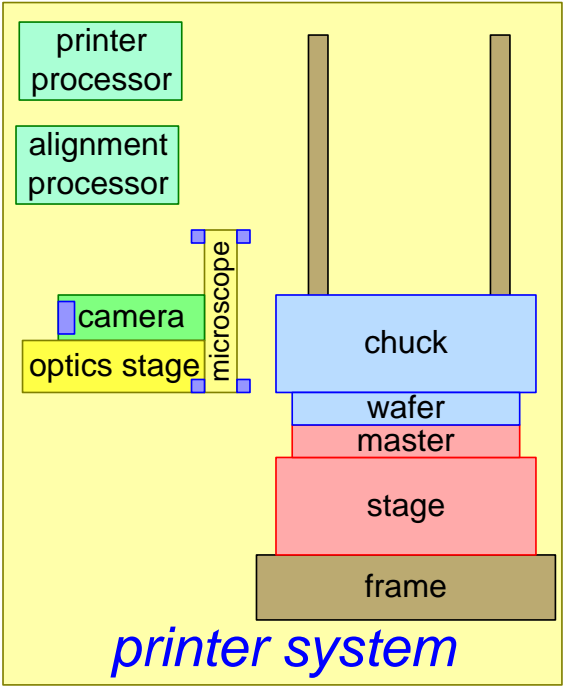 printer
processor
alignment
processor
microscope
camera
optics stage
chuck
wafer
master
stage
frame
printer system